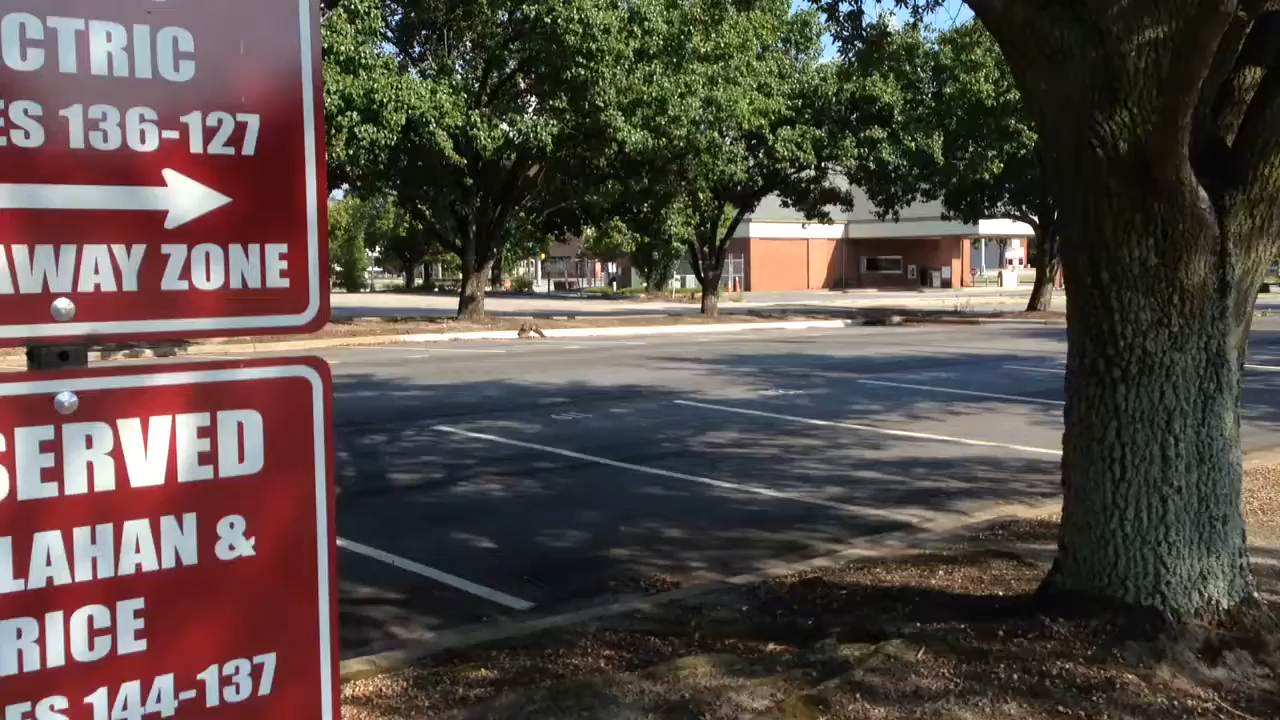 CTRIC
ES 136-127
AWAY ZONE
SERVED
LAHAN &
RICE
ES 144-137